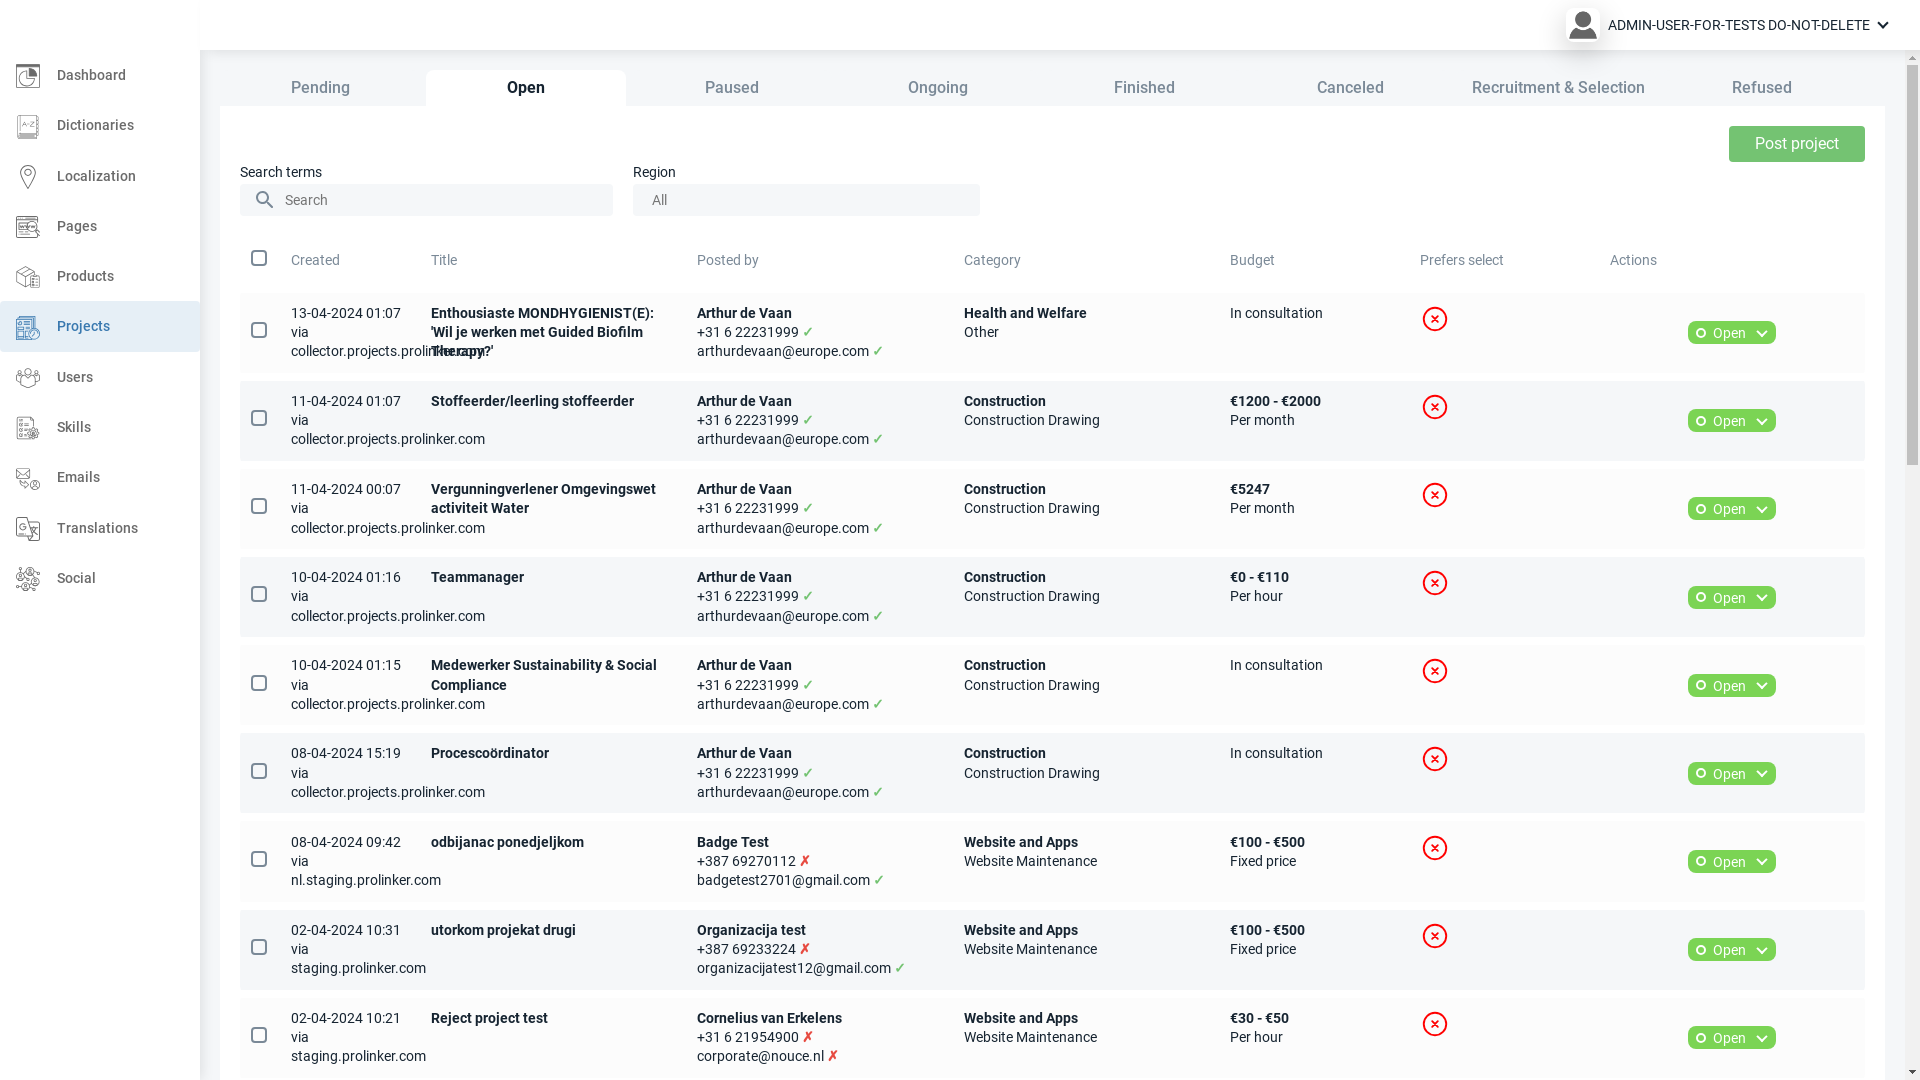 ADMIN-USER-FOR-TESTS DO-NOT-DELETE
Dashboard
Dictionaries
Localization
Pages
Products
Projects
Users
Skills
Emails
Translations
Social
Pending Open Paused Ongoing Finished Canceled Recruitment & Selection Refused
Post project
Search terms Region
Search All
Created Title Posted by Category Budget Prefers select Actions
13-04-2024 01:07 Enthousiaste MONDHYGIENIST(E): Arthur de Vaan Health and Welfare In consultation
via 'Wil je werken met Guided Biofilm +31 6 22231999 ✓ Other Open
collector.projects.prolinker.com Therapy?' arthurdevaan@europe.com ✓
11-04-2024 01:07 Stoffeerder/leerling stoffeerder Arthur de Vaan Construction €1200 - €2000
via +31 6 22231999 ✓ Construction Drawing Per month Open
collector.projects.prolinker.com arthurdevaan@europe.com ✓
11-04-2024 00:07 Vergunningverlener Omgevingswet Arthur de Vaan Construction €5247
via activiteit Water +31 6 22231999 ✓ Construction Drawing Per month Open
collector.projects.prolinker.com arthurdevaan@europe.com ✓
10-04-2024 01:16 Teammanager Arthur de Vaan Construction €0 - €110
via +31 6 22231999 ✓ Construction Drawing Per hour Open
collector.projects.prolinker.com arthurdevaan@europe.com ✓
10-04-2024 01:15 Medewerker Sustainability & Social Arthur de Vaan Construction In consultation
via Compliance +31 6 22231999 ✓ Construction Drawing Open
collector.projects.prolinker.com arthurdevaan@europe.com ✓
08-04-2024 15:19 Procescoördinator Arthur de Vaan Construction In consultation
via +31 6 22231999 ✓ Construction Drawing Open
collector.projects.prolinker.com arthurdevaan@europe.com ✓
08-04-2024 09:42 odbijanac ponedjeljkom Badge Test Website and Apps €100 - €500
via +387 69270112 ✗ Website Maintenance Fixed price Open
nl.staging.prolinker.com badgetest2701@gmail.com ✓
02-04-2024 10:31 utorkom projekat drugi Organizacija test Website and Apps €100 - €500
via +387 69233224 ✗ Website Maintenance Fixed price Open
staging.prolinker.com organizacijatest12@gmail.com ✓
02-04-2024 10:21 Reject project test Cornelius van Erkelens Website and Apps €30 - €50
via +31 6 21954900 ✗ Website Maintenance Per hour Open
staging.prolinker.com corporate@nouce.nl ✗